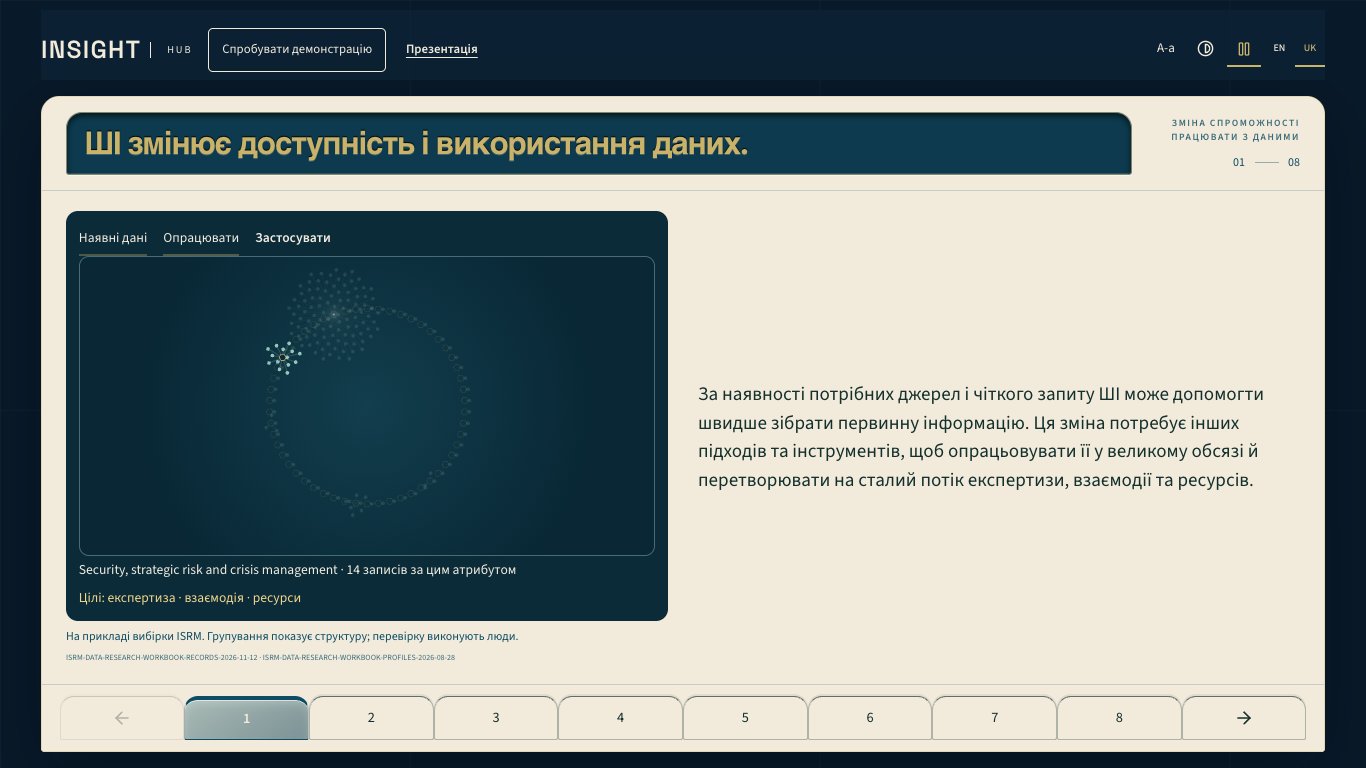 INSIGHT
HUB
Спробувати демонстрацію
Презентація
A-a
EN
UK
ШІ змінює доступність і використання даних.
ЗМІНА СПРОМОЖНОСТІ
ПРАЦЮВАТИ З ДАНИМИ
01
08
Наявні дані
Опрацювати
Застосувати
Security, strategic risk and crisis management · 14 записів за цим атрибутом
Цілі: експертиза · взаємодія · ресурси
На прикладі вибірки ISRM. Групування показує структуру; перевірку виконують люди.
ISRM-DATA-RESEARCH-WORKBOOK-RECORDS-2026-11-12 · ISRM-DATA-RESEARCH-WORKBOOK-PROFILES-2026-08-28
За наявності потрібних джерел і чіткого запиту ШІ може допомогти
швидше зібрати первинну інформацію. Ця зміна потребує інших
підходів та інструментів, щоб опрацьовувати її у великому обсязі й
перетворювати на сталий потік експертизи, взаємодії та ресурсів.
1
2
3
4
5
6
7
8